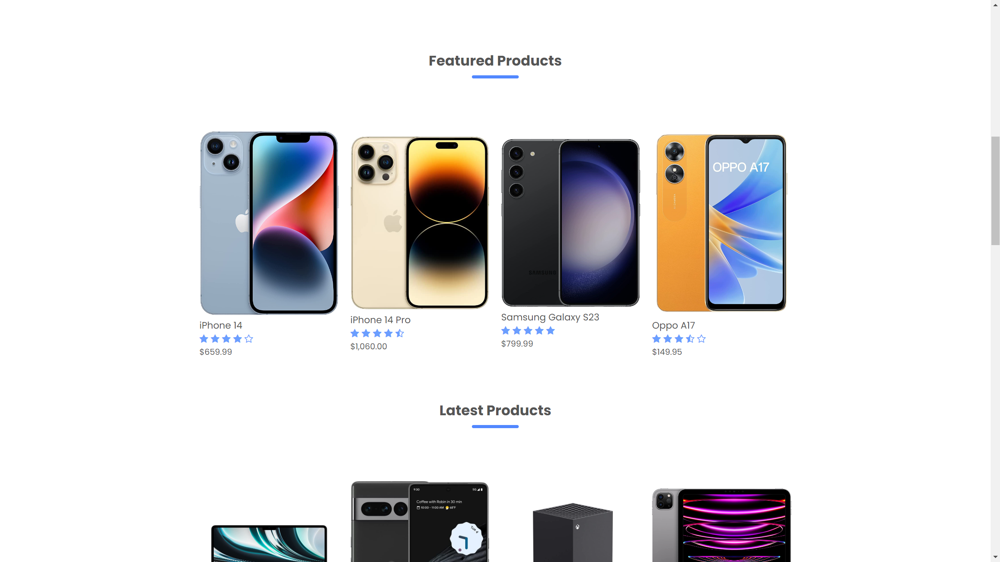 Featured Products
OPPO A17
AI CAMERA
SAMSUNG
iPhone 14
$659.99
iPhone 14 Pro
$1,060.00
Samsung Galaxy S23
$799.99
Oppo A17
$149.95
Latest Products
9:30
5G
Coffee with Robin in 30 min
10:00 - 11:00 AM 68°F
Tue 4